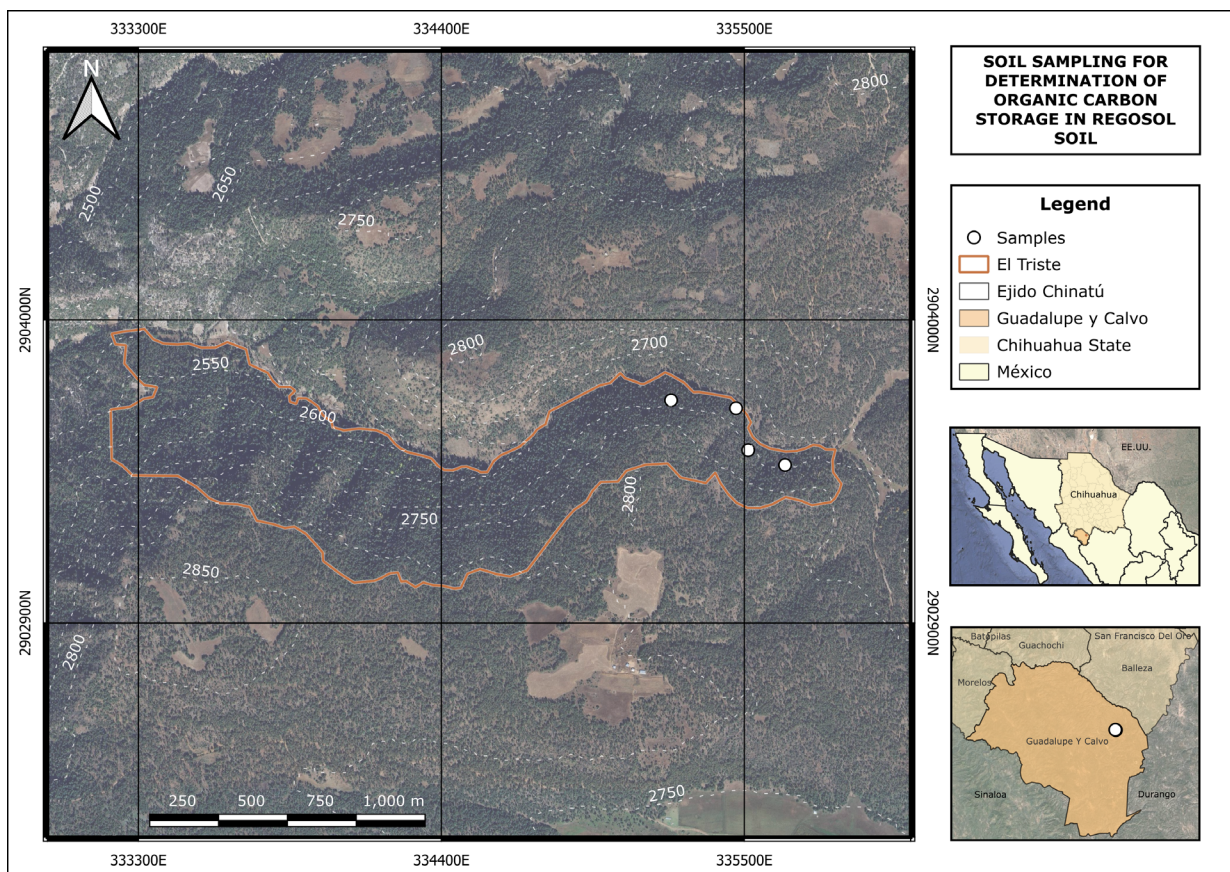 333300E
334400E
335500E
N
2800
2650
2500
2750
2904000N
2904000N
2800
2700
2550
2600
2800
2750
2850
2902900N
2902900N
2800
250
500
750
1,000 m
2750
333300E
334400E
335500E
SOIL SAMPLING FOR
DETERMINATION OF
ORGANIC CARBON
STORAGE IN REGOSOL
SOIL
Legend
Samples
El Triste
Ejido Chinatú
Guadalupe y Calvo
Chihuahua State
México
EE.UU.
Chihuahua
Batopilas
San Francisco Del Oro
Guachochi
Balleza
Morelos
Guadalupe Y Calvo
Sinaloa
Durango